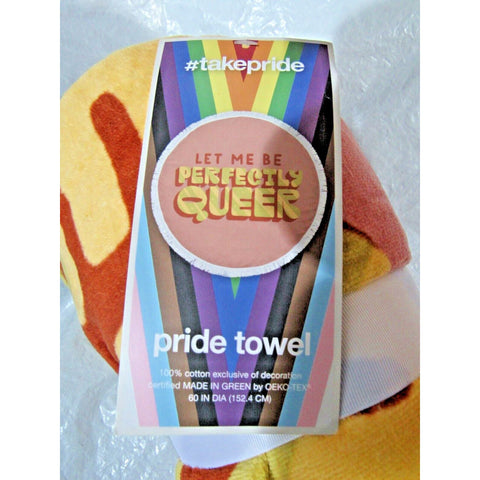 #takepride
LET ME BE
PERFECTLY
QUEER
pride towel
100% cotton exclusive of decoration
certified MADE IN GREEN by OEKO-TEX®
60 IN DIA (152.4 CM)